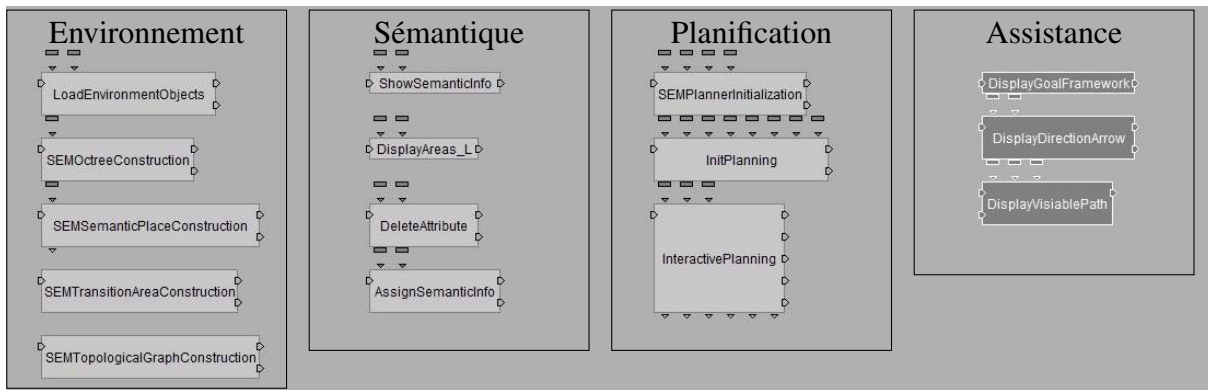 Environnement
LoadEnvironmentObjects
SEMOctreeConstruction
SEMSemanticPlaceConstruction
SEMTransitionAreaConstruction
SEMTopologicalGraphConstruction
Sémantique
ShowSemanticInfo
DisplayAreas_L
DeleteAttribute
AssignSemanticInfo
Planification
SEMPlannerInitialization
InitPlanning
InteractivePlanning
Assistance
DisplayGoalFramework
DisplayDirectionArrow
DisplayVisiablePath